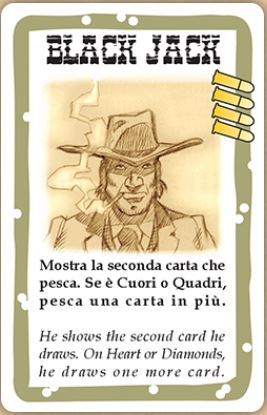 BLACK JACK
Mostra la seconda carta che
pesca. Se è Cuori o Quadri,
pesca una carta in più.
He shows the second card he
draws. On Heart or Diamonds,
he draws one more card.